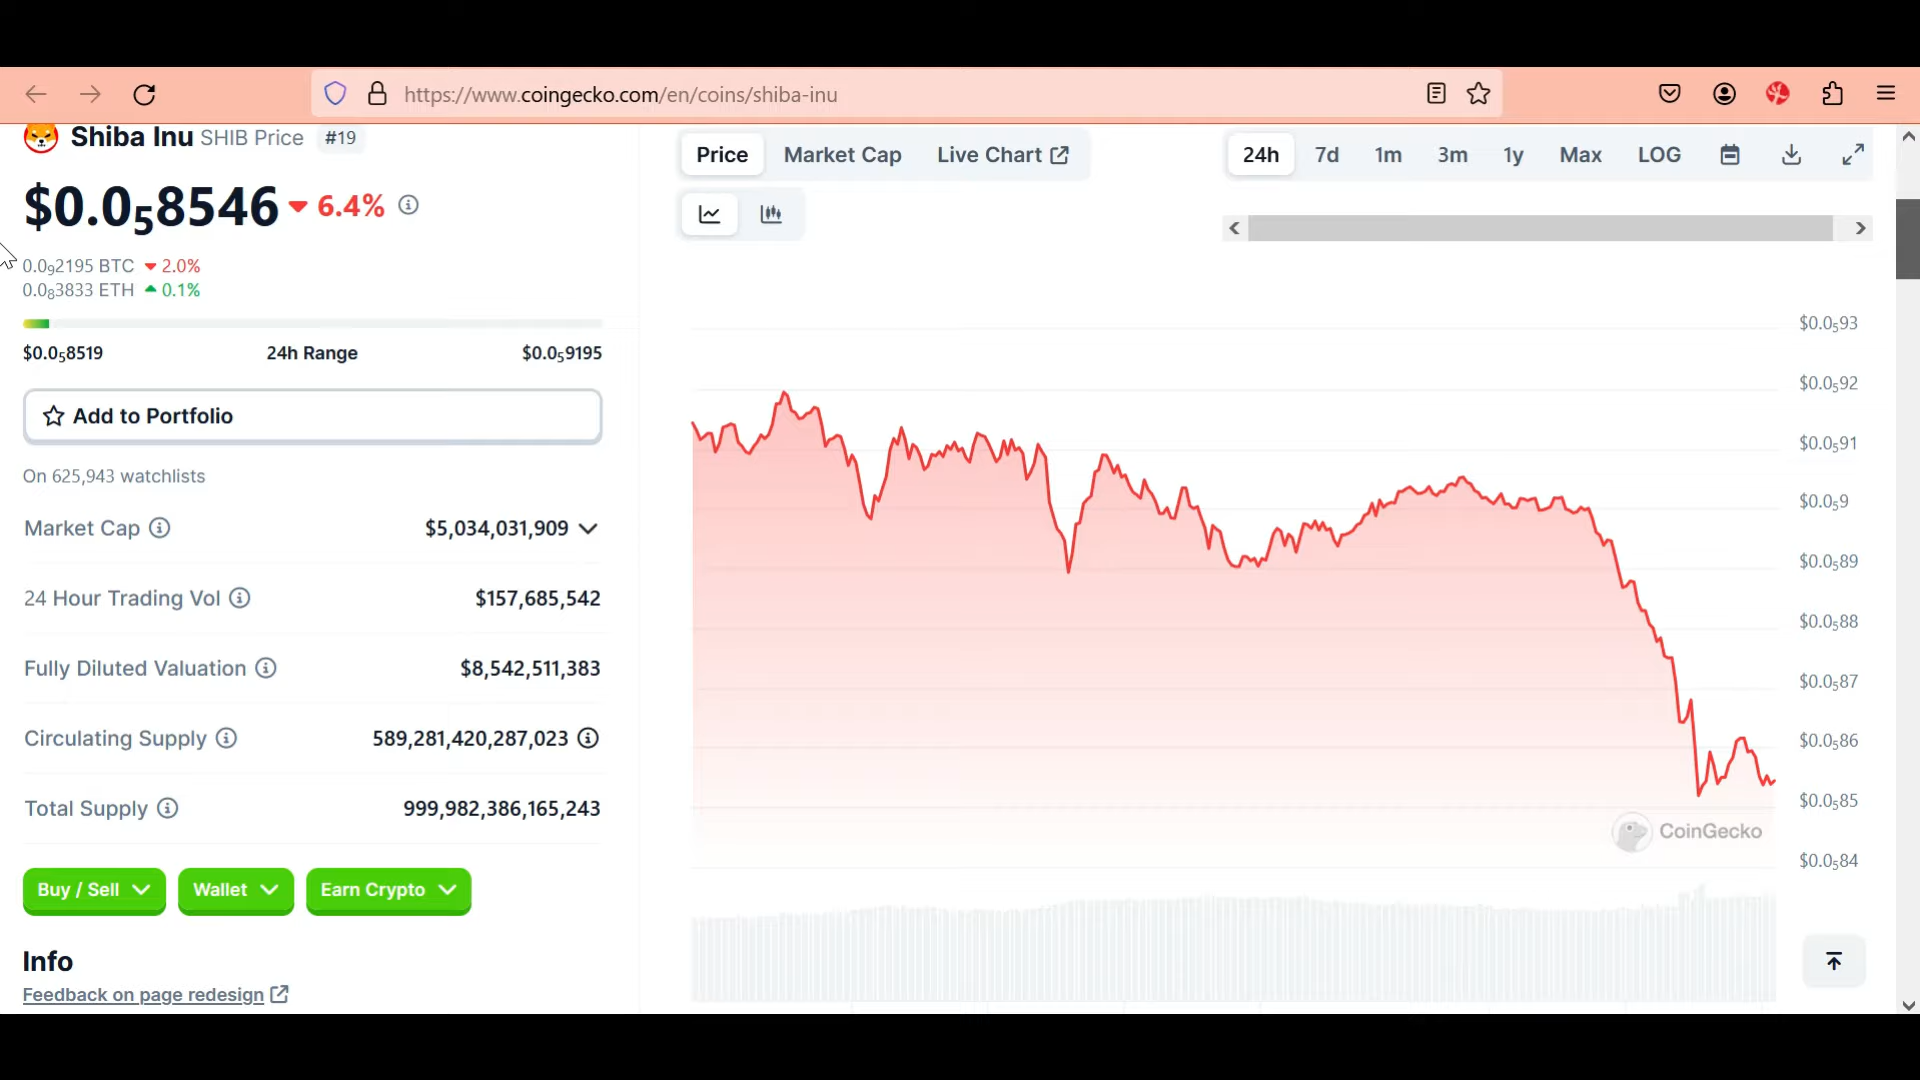 https://www.coingecko.com/en/coins/shiba-inu
Shiba Inu SHIB Price #19
$0.0₅8546 6.4%
0.0₉2195 BTC 2.0%
0.0₈3833 ETH 0.1%
$0.0₅8519 24h Range $0.0₅9195
Add to Portfolio
On 625,943 watchlists
Market Cap $5,034,031,909
24 Hour Trading Vol $157,685,542
Fully Diluted Valuation $8,542,511,383
Circulating Supply 589,281,420,287,023
Total Supply 999,982,386,165,243
Buy / Sell Wallet Earn Crypto
Info
Feedback on page redesign
Price Market Cap Live Chart
24h 7d 1m 3m 1y Max LOG
$0.0₅93
$0.0₅92
$0.0₅91
$0.0₅9
$0.0₅89
$0.0₅88
$0.0₅87
$0.0₅86
$0.0₅85
$0.0₅84
CoinGecko